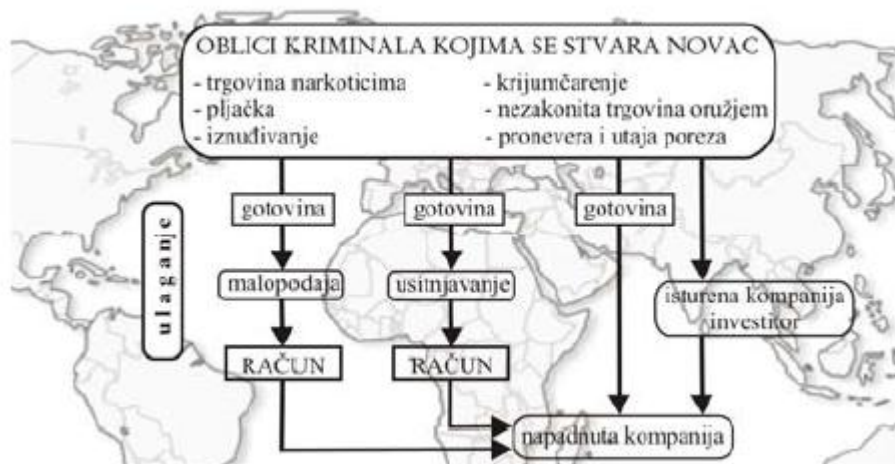 OBLICI KRIMINALA KOJIMA SE STVARA NOVAC
- trgovina narkoticima
- pljačka
- iznuđivanje
- krijumčarenje
- nezakonita trgovina oružjem
- pronevera i utaja poreza
ulaganje
gotovina
gotovina
gotovina
malopodaja
usitnjavanje
isturena kompanija
investitor
RAČUN
RAČUN
napadnuta kompanija